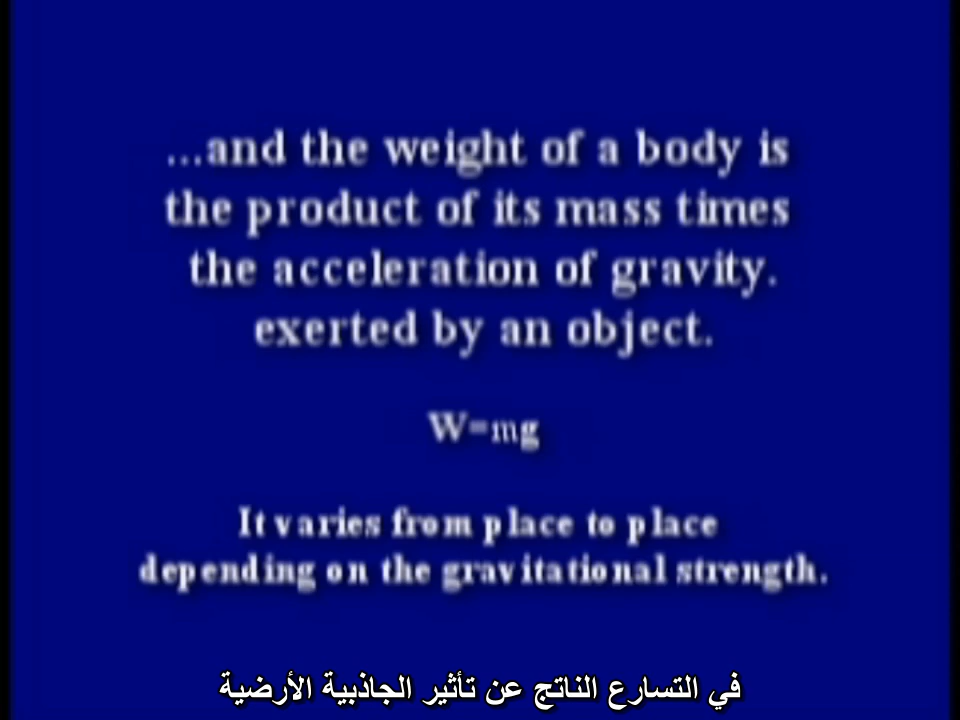 ...and the weight of a body is
the product of its mass times
the acceleration of gravity.
exerted by an object.
W=mg
It varies from place to place
depending on the gravitational strength.
في التسارع الناتج عن تأثير الجاذبية الأرضية